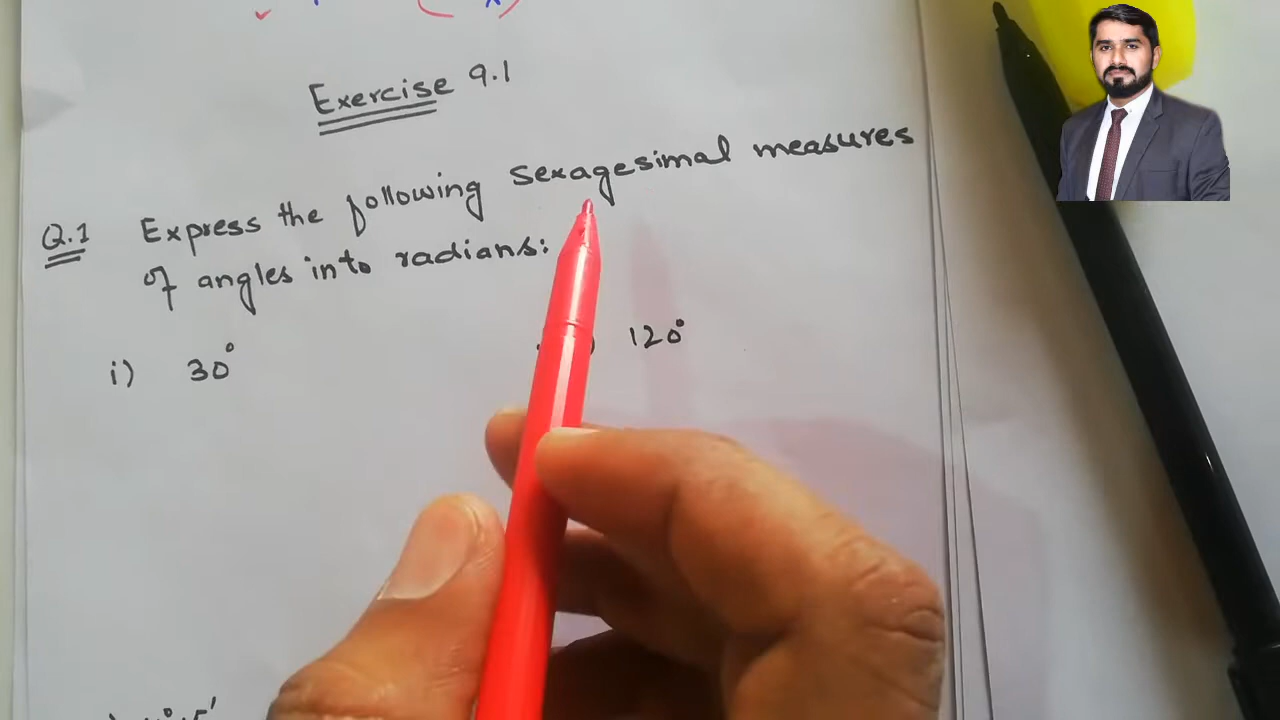 Exercise 9.1
Q.1 Express the following sexagesimal measures
of angles into radians:
i) 30° 120°